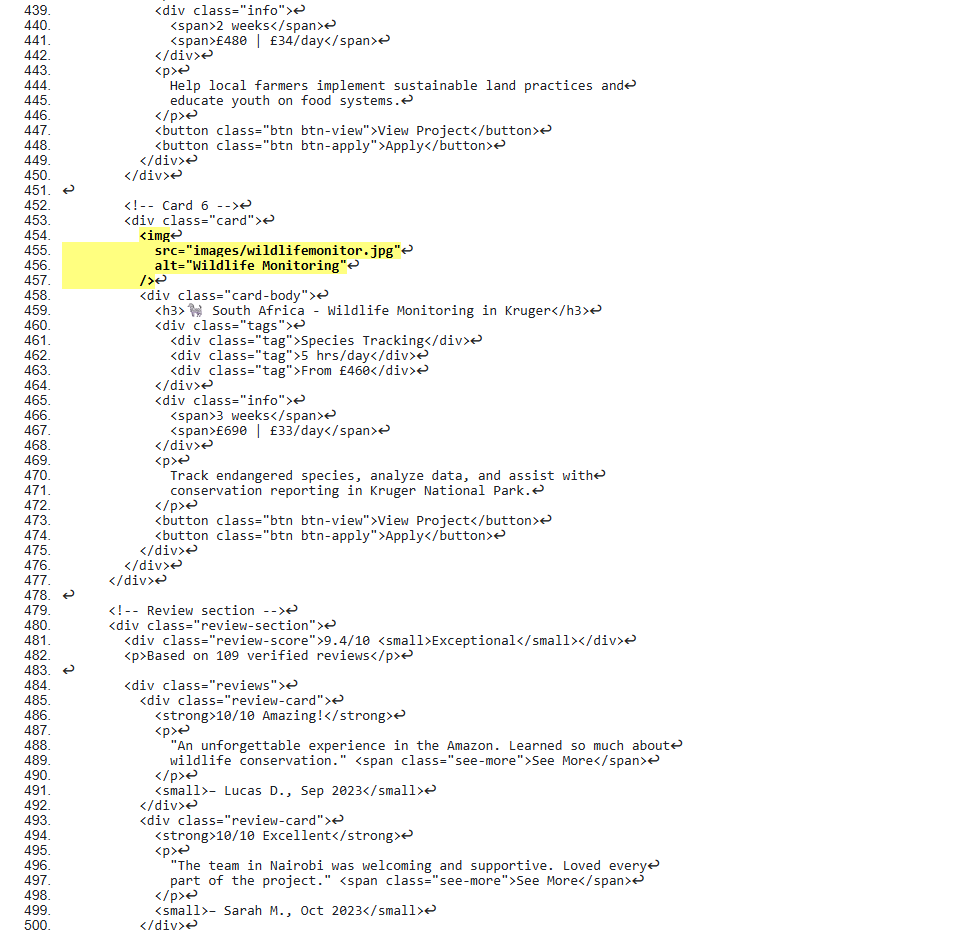 439. <div class="info">↩
440. <span>2 weeks</span>↩
441. <span>£480 | £34/day</span>↩
442. </div>↩
443. <p>↩
444. Help local farmers implement sustainable land practices and↩
445. educate youth on food systems.↩
446. </p>↩
447. <button class="btn btn-view">View Project</button>↩
448. <button class="btn btn-apply">Apply</button>↩
449. </div>↩
450. </div>↩
451. ↩
452. <!-- Card 6 -->↩
453. <div class="card">↩
454. <img↩
455. src="images/wildlifemonitor.jpg"↩
456. alt="Wildlife Monitoring"↩
457. />↩
458. <div class="card-body">↩
459. <h3>🐩 South Africa - Wildlife Monitoring in Kruger</h3>↩
460. <div class="tags">↩
461. <div class="tag">Species Tracking</div>↩
462. <div class="tag">5 hrs/day</div>↩
463. <div class="tag">From £460</div>↩
464. </div>↩
465. <div class="info">↩
466. <span>3 weeks</span>↩
467. <span>£690 | £33/day</span>↩
468. </div>↩
469. <p>↩
470. Track endangered species, analyze data, and assist with↩
471. conservation reporting in Kruger National Park.↩
472. </p>↩
473. <button class="btn btn-view">View Project</button>↩
474. <button class="btn btn-apply">Apply</button>↩
475. </div>↩
476. </div>↩
477. </div>↩
478. ↩
479. <!-- Review section -->↩
480. <div class="review-section">↩
481. <div class="review-score">9.4/10 <small>Exceptional</small></div>↩
482. <p>Based on 109 verified reviews</p>↩
483. ↩
484. <div class="reviews">↩
485. <div class="review-card">↩
486. <strong>10/10 Amazing!</strong>↩
487. <p>↩
488. "An unforgettable experience in the Amazon. Learned so much about↩
489. wildlife conservation." <span class="see-more">See More</span>↩
490. </p>↩
491. <small>– Lucas D., Sep 2023</small>↩
492. </div>↩
493. <div class="review-card">↩
494. <strong>10/10 Excellent</strong>↩
495. <p>↩
496. "The team in Nairobi was welcoming and supportive. Loved every↩
497. part of the project." <span class="see-more">See More</span>↩
498. </p>↩
499. <small>– Sarah M., Oct 2023</small>↩
500. </div>↩